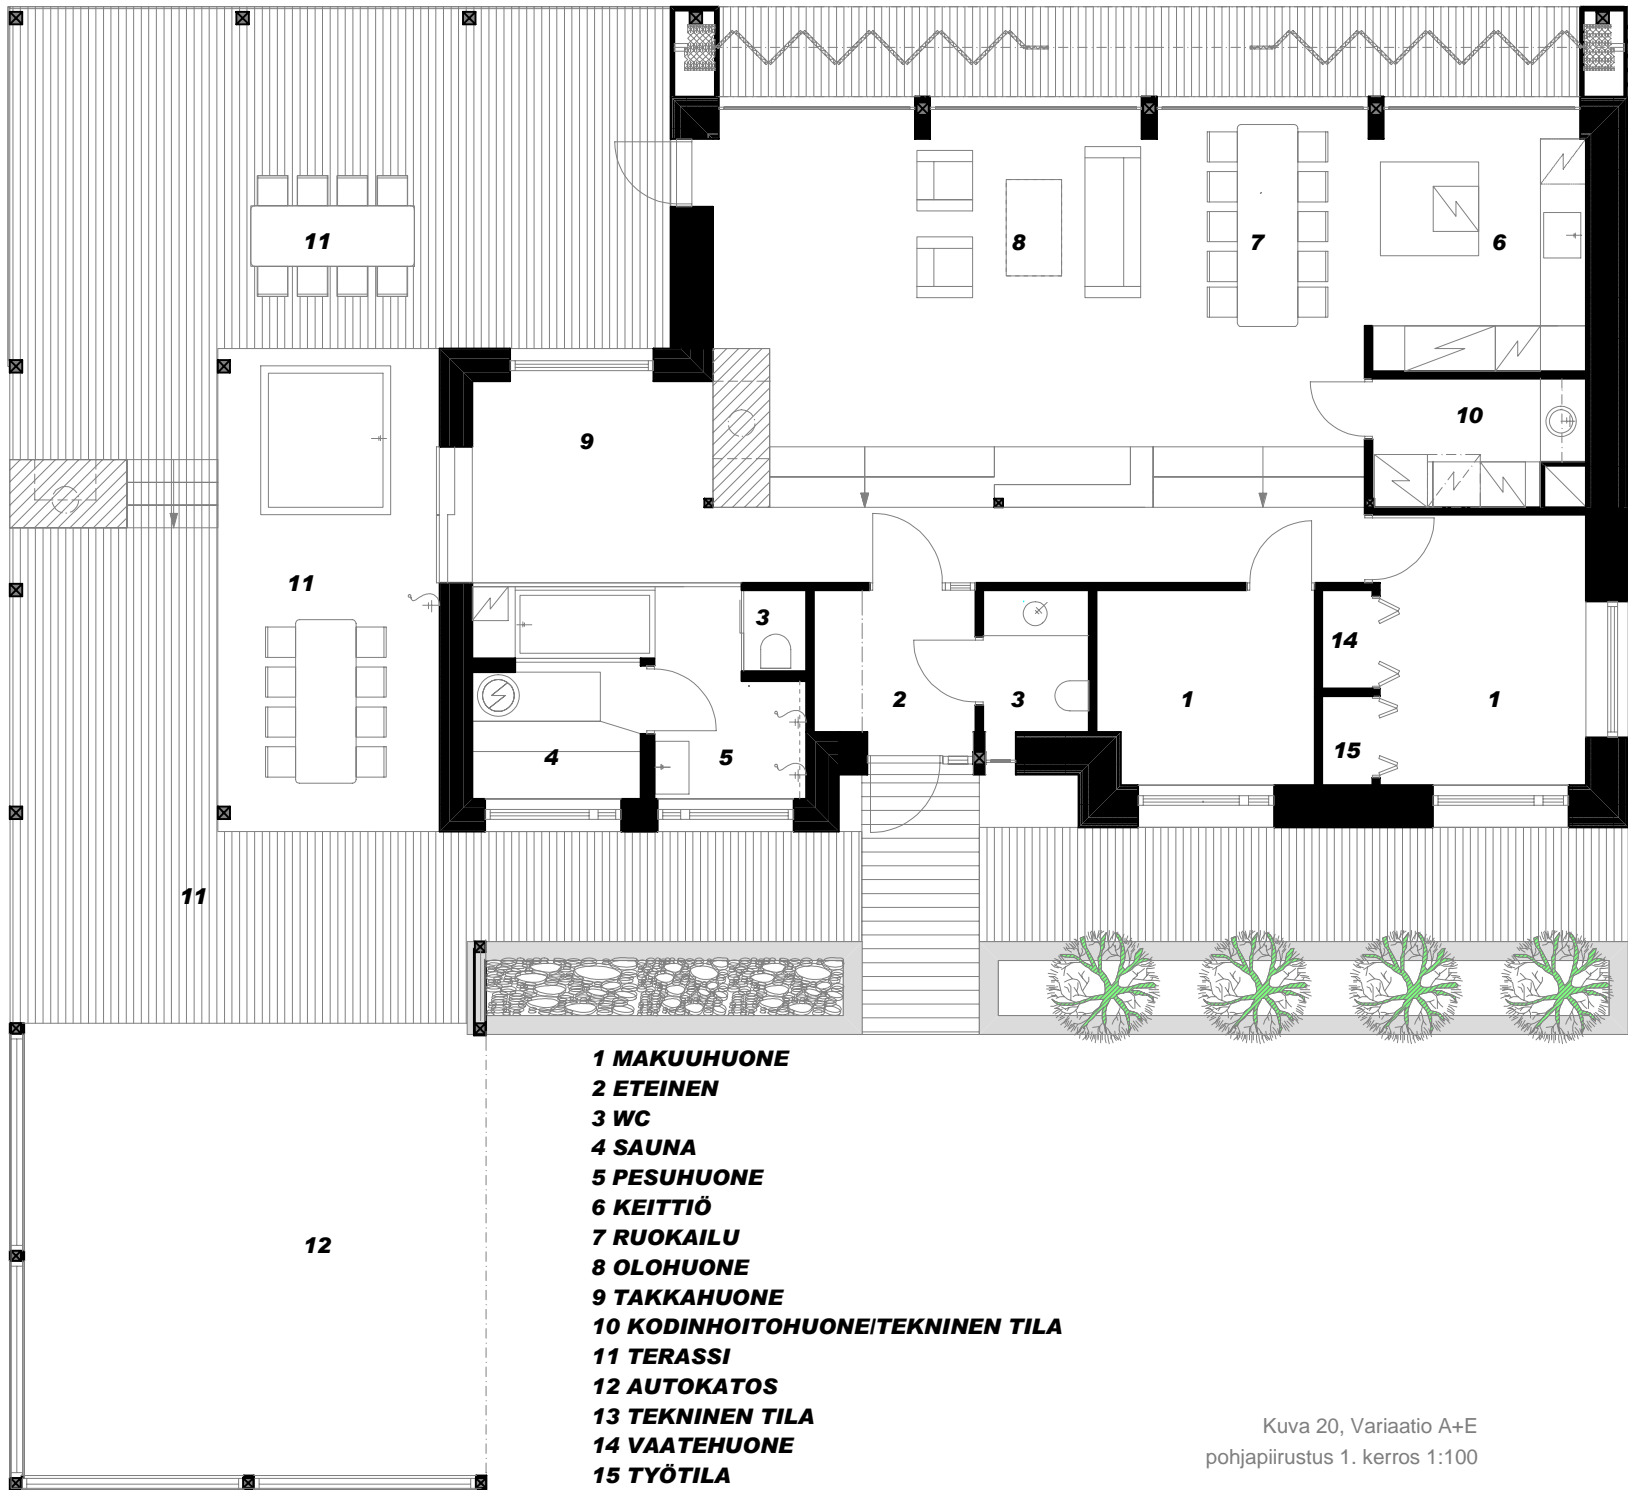 11
8
7
6
9
10
11
3
14
2
3
1
1
4
5
15
11
12
1 MAKUUHUONE
2 ETEINEN
3 WC
4 SAUNA
5 PESUHUONE
6 KEITTIÖ
7 RUOKAILU
8 OLOHUONE
9 TAKKAHUONE
10 KODINHOITOHUONE/TEKNINEN TILA
11 TERASSI
12 AUTOKATOS
13 TEKNINEN TILA
14 VAATEHUONE
15 TYÖTILA
Kuva 20, Variaatio A+E
pohjapiirustus 1. kerros 1:100